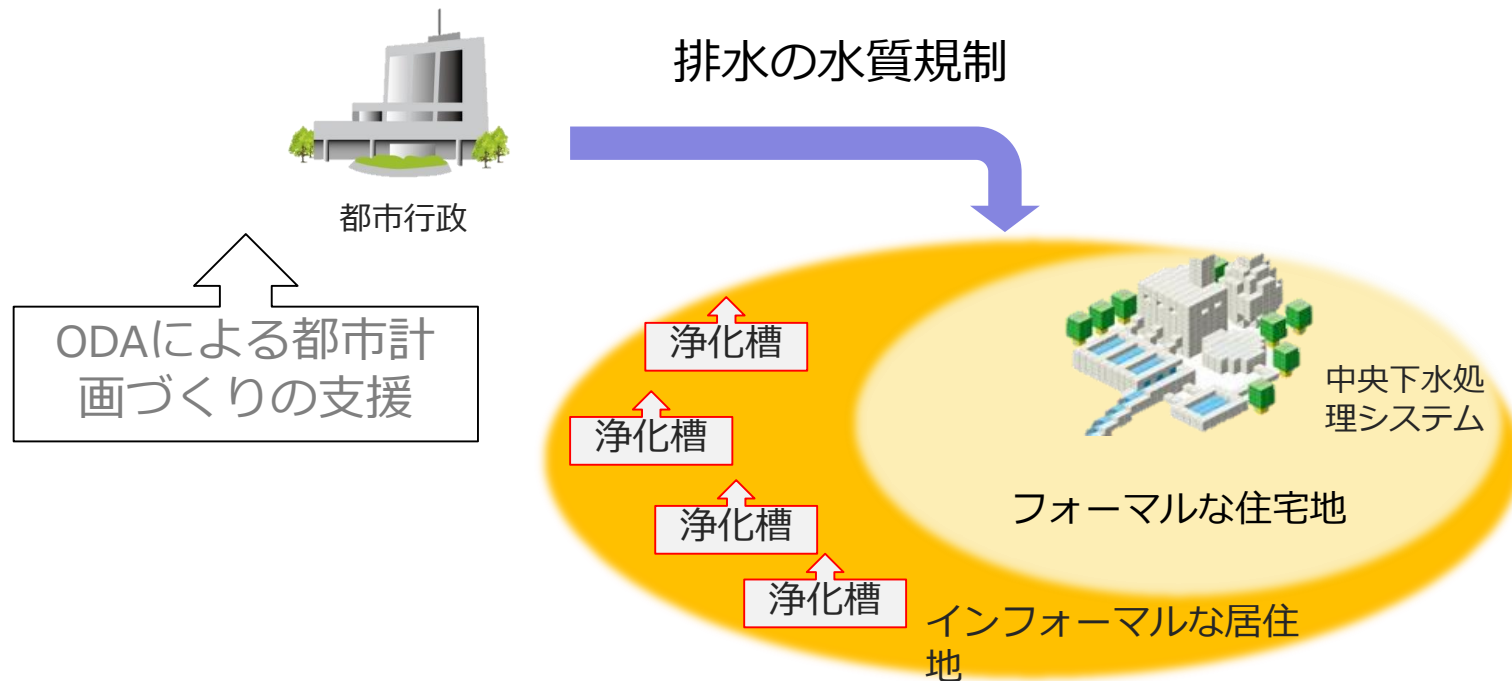 排水の水質規制
都市行政
ODAによる都市計
画づくりの支援
浄化槽
浄化槽
浄化槽
浄化槽
中央下水処
理システム
フォーマルな住宅地
インフォーマルな居住
地